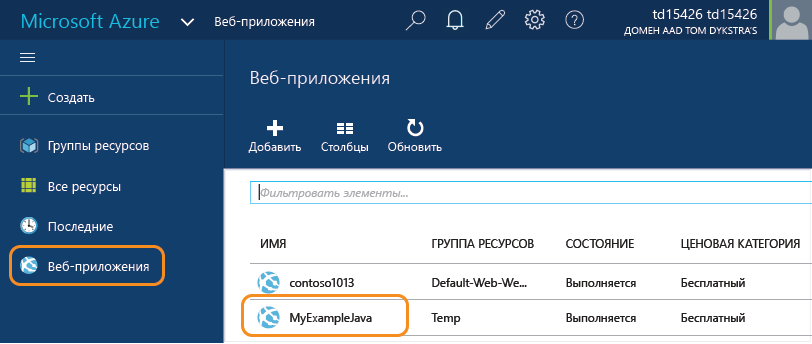 Microsoft Azure Веб-приложения td15426 td15426
ДОМЕН AAD TOM DYKSTRA'S
Создать
Группы ресурсов
Все ресурсы
Последние
Веб-приложения
Веб-приложения
Добавить Столбцы Обновить
Фильтровать элементы...
ИМЯ ГРУППА РЕСУРСОВ СОСТОЯНИЕ ЦЕНОВАЯ КАТЕГОРИЯ
contoso1013 Default-Web-We... Выполняется Бесплатный
MyExampleJava Temp Выполняется Бесплатный